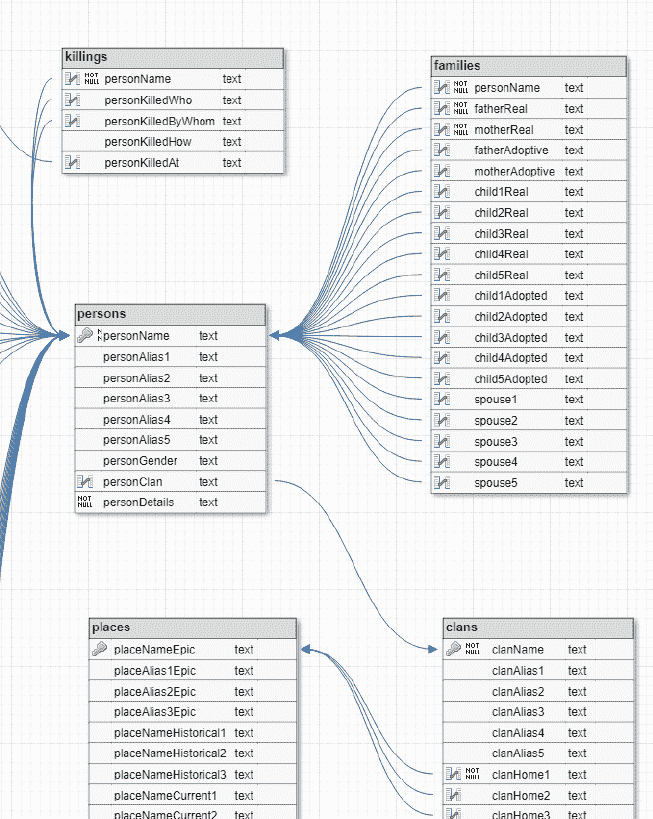 killings
NOT NULL personName text
personKilledWho text
personKilledByWhom text
personKilledHow text
personKilledAt text
families
NOT NULL personName text
NOT NULL fatherReal text
NOT NULL motherReal text
fatherAdoptive text
motherAdoptive text
child1Real text
child2Real text
child3Real text
child4Real text
child5Real text
child1Adopted text
child2Adopted text
child3Adopted text
child4Adopted text
child5Adopted text
spouse1 text
spouse2 text
spouse3 text
spouse4 text
spouse5 text
persons
personName text
personAlias1 text
personAlias2 text
personAlias3 text
personAlias4 text
personAlias5 text
personGender text
personClan text
NOT NULL personDetails text
places
placeNameEpic text
placeAlias1Epic text
placeAlias2Epic text
placeAlias3Epic text
placeNameHistorical1 text
placeNameHistorical2 text
placeNameHistorical3 text
placeNameCurrent1 text
placeNameCurrent2 text
clans
NOT NULL clanName text
clanAlias1 text
clanAlias2 text
clanAlias3 text
clanAlias4 text
clanAlias5 text
NOT NULL clanHome1 text
clanHome2 text
clanHome3 text